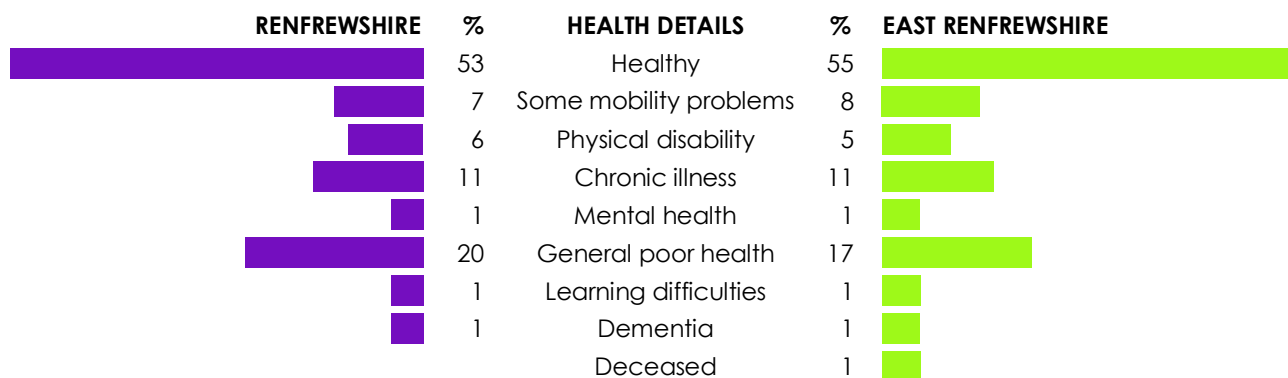 RENFREWSHIRE % HEALTH DETAILS % EAST RENFREWSHIRE
53 Healthy 55
7 Some mobility problems 8
6 Physical disability 5
11 Chronic illness 11
1 Mental health 1
20 General poor health 17
1 Learning difficulties 1
1 Dementia 1
Deceased 1